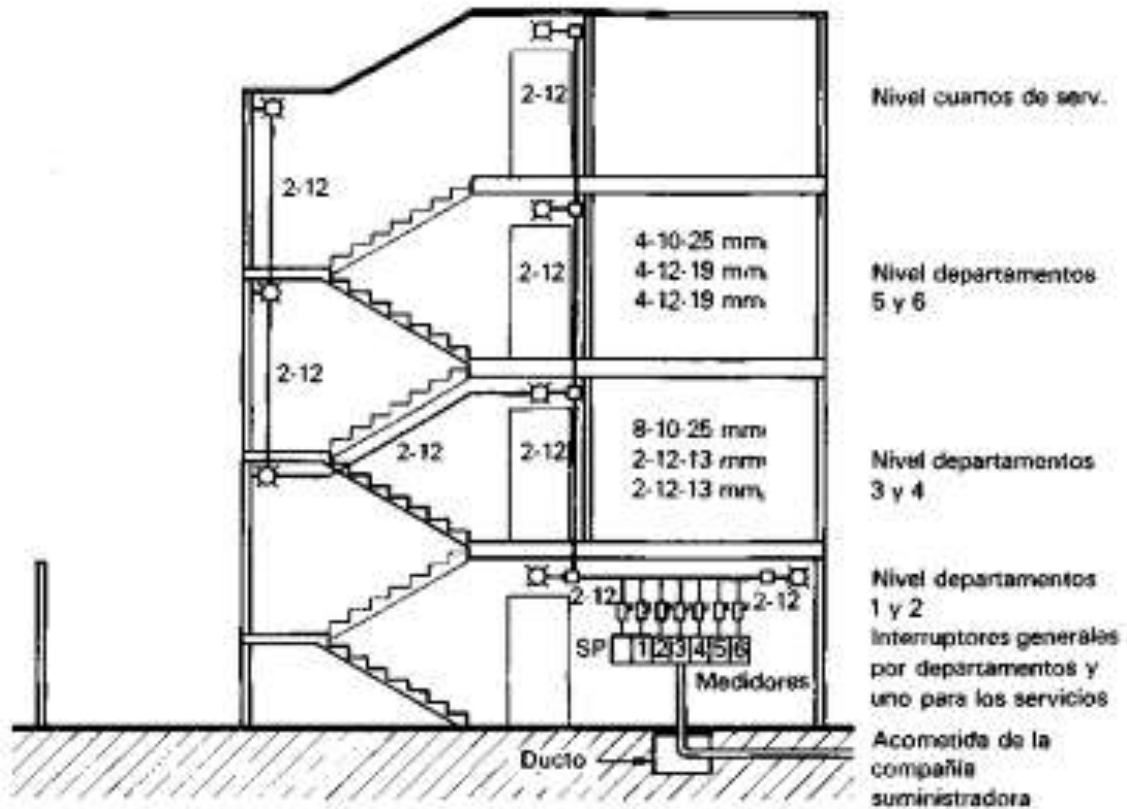 2-12
Nivel cuartos de serv.
2-12
2-12
4-10-25 mm
4-12-19 mm
4-12-19 mm
Nivel departamentos
5 y 6
2-12
2-12
2-12
8-10-25 mm
2-12-13 mm
2-12-13 mm
Nivel departamentos
3 y 4
2-12
2-12
Nivel departamentos
1 y 2
SP 1 2 3 4 5 6
Medidores
Interruptores generales
por departamentos y
uno para los servicios
Ducto
Acometida de la
compañia
suministradora